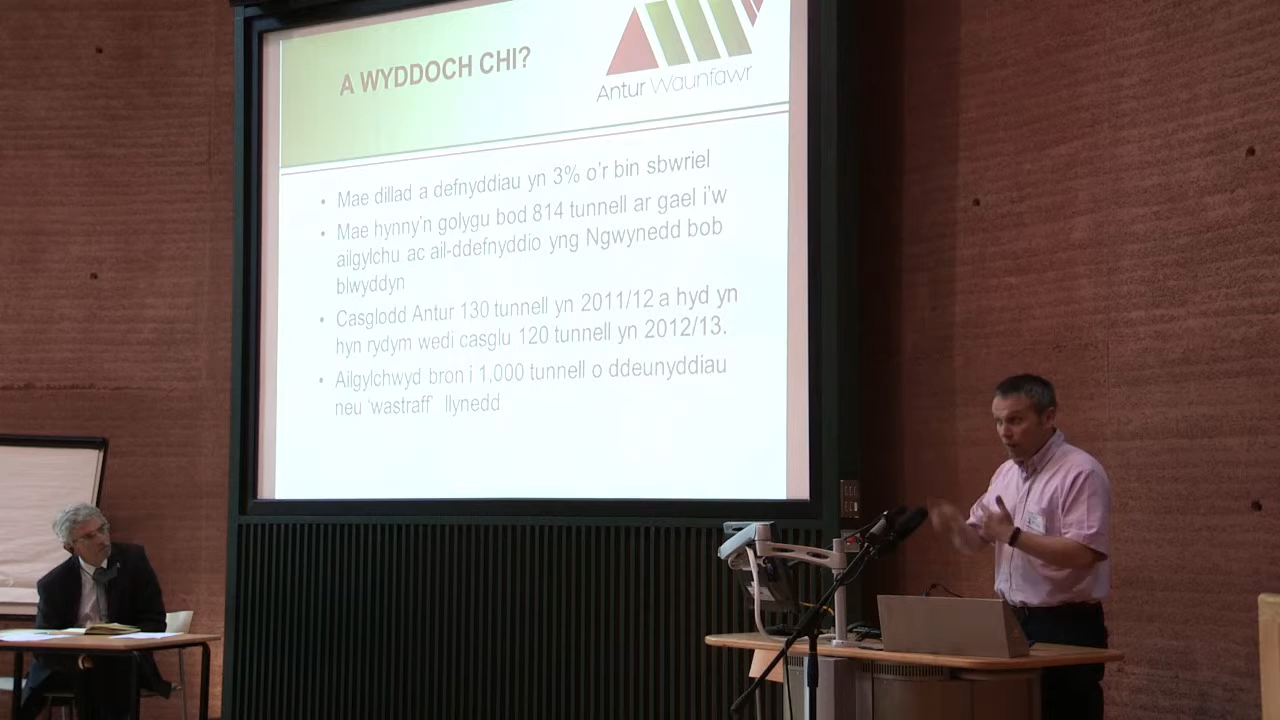 A WYDDOCH CHI?
Antur Waunfawr
• Mae dillad a defnyddiau yn 3% o'r bin sbwriel
• Mae hynny'n golygu bod 814 tunnell ar gael i'w
ailgylchu ac ail-ddefnyddio yng Ngwynedd bob
blwyddyn
• Casglodd Antur 130 tunnell yn 2011/12 a hyd yn
hyn rydym wedi casglu 120 tunnell yn 2012/13.
• Ailgylchwyd bron i 1,000 tunnell o ddeunyddiau
neu 'wastraff' llynedd